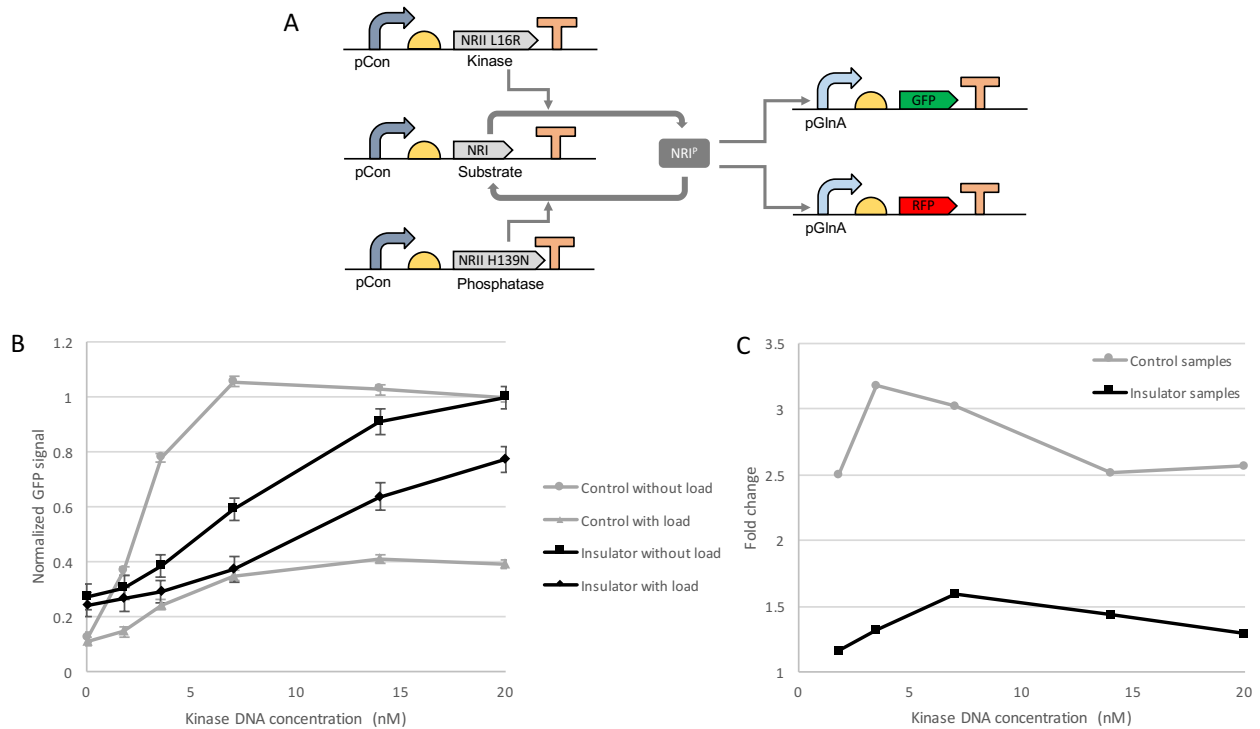 A
NRII L16R
pCon
Kinase
NRI
pCon
Substrate
NRII H139N
pCon
Phosphatase
NRIᴾ
GFP
pGlnA
RFP
pGlnA
B
Normalized GFP signal
1.2
1
0.8
0.6
0.4
0.2
0
0
5
10
15
20
Kinase DNA concentration (nM)
Control without load
Control with load
Insulator without load
Insulator with load
C
Fold change
3.5
3
2.5
2
1.5
1
0
5
10
15
20
Kinase DNA concentration (nM)
Control samples
Insulator samples